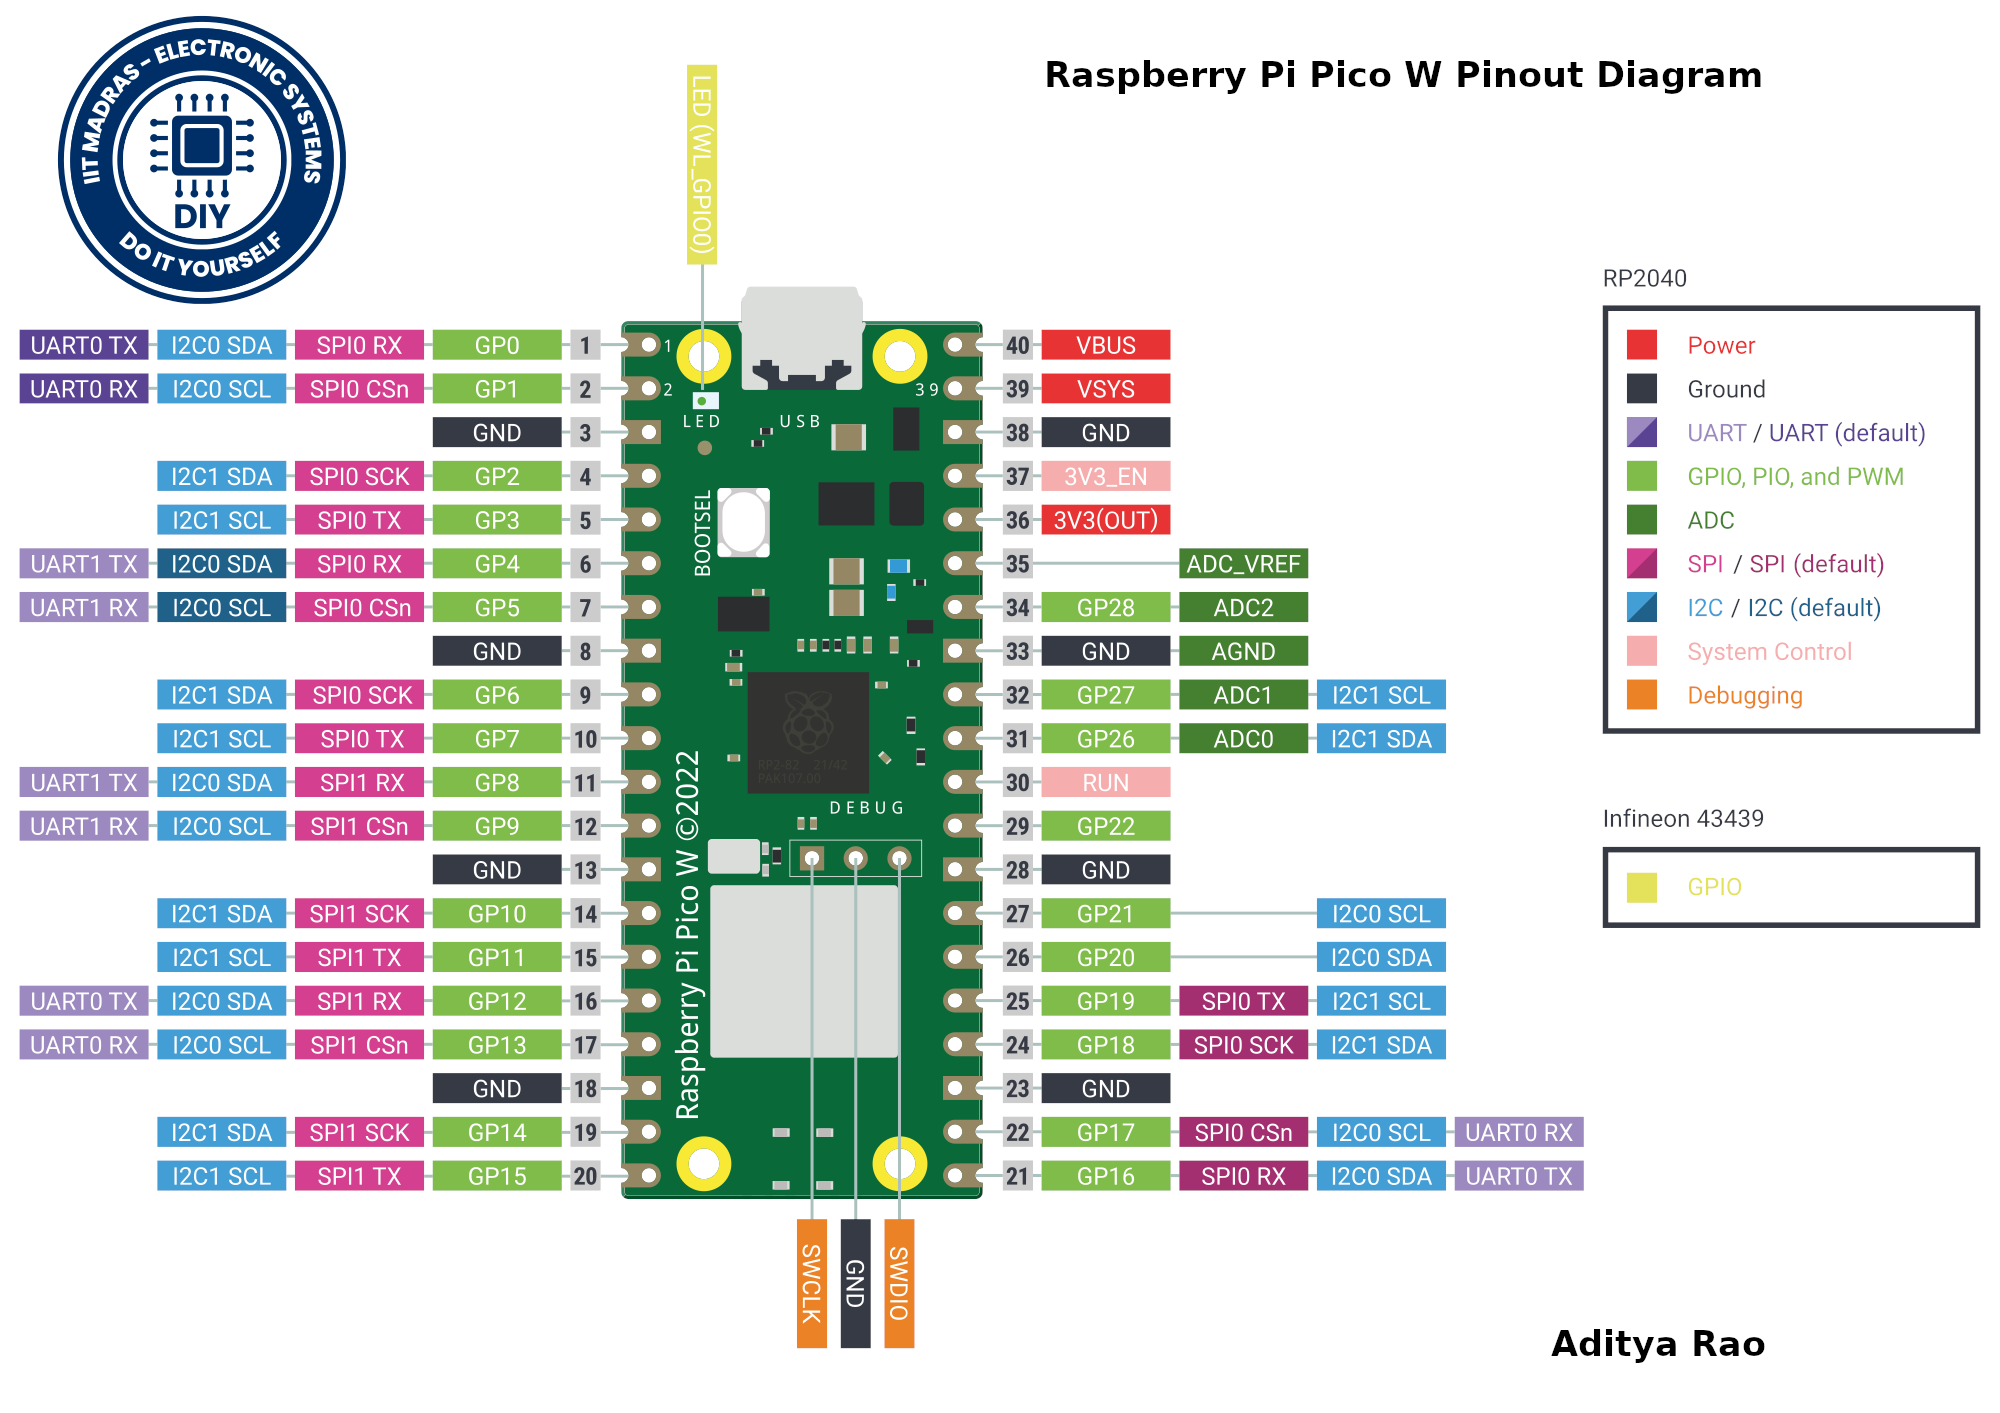 IIT MADRAS - ELECTRONIC SYSTEMS
DIY
DO IT YOURSELF
Raspberry Pi Pico W Pinout Diagram
LED (WL_GPIO0)
RP2040
Power
Ground
UART / UART (default)
GPIO, PIO, and PWM
ADC
SPI / SPI (default)
I2C / I2C (default)
System Control
Debugging
Infineon 43439
GPIO
UART0 TX I2C0 SDA SPI0 RX GP0 1
UART0 RX I2C0 SCL SPI0 CSn GP1 2
GND 3
I2C1 SDA SPI0 SCK GP2 4
I2C1 SCL SPI0 TX GP3 5
UART1 TX I2C0 SDA SPI0 RX GP4 6
UART1 RX I2C0 SCL SPI0 CSn GP5 7
GND 8
I2C1 SDA SPI0 SCK GP6 9
I2C1 SCL SPI0 TX GP7 10
UART1 TX I2C0 SDA SPI1 RX GP8 11
UART1 RX I2C0 SCL SPI1 CSn GP9 12
GND 13
I2C1 SDA SPI1 SCK GP10 14
I2C1 SCL SPI1 TX GP11 15
UART0 TX I2C0 SDA SPI1 RX GP12 16
UART0 RX I2C0 SCL SPI1 CSn GP13 17
GND 18
I2C1 SDA SPI1 SCK GP14 19
I2C1 SCL SPI1 TX GP15 20
1
2
39
LED
USB
BOOTSEL
RP2-B2 21/42
PAK107.00
DEBUG
Raspberry Pi Pico W ©2022
40 VBUS
39 VSYS
38 GND
37 3V3_EN
36 3V3(OUT)
35 ADC_VREF
34 GP28 ADC2
33 GND AGND
32 GP27 ADC1 I2C1 SCL
31 GP26 ADC0 I2C1 SDA
30 RUN
29 GP22
28 GND
27 GP21 I2C0 SCL
26 GP20 I2C0 SDA
25 GP19 SPI0 TX I2C1 SCL
24 GP18 SPI0 SCK I2C1 SDA
23 GND
22 GP17 SPI0 CSn I2C0 SCL UART0 RX
21 GP16 SPI0 RX I2C0 SDA UART0 TX
SWCLK
GND
SWDIO
Aditya Rao